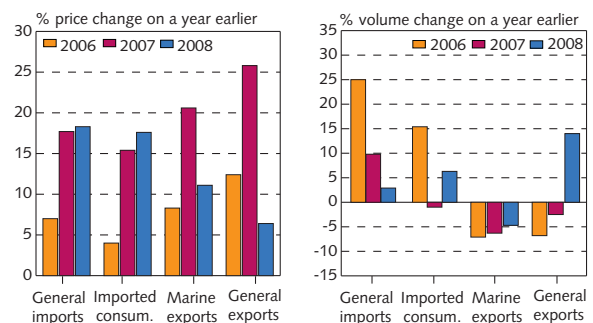 % price change on a year earlier
30
2006 2007 2008
25
20
15
10
5
0
General Imported Marine General
imports consum. exports exports
% volume change on a year earlier
35
30
2006 2007 2008
25
20
15
10
5
0
-5
-10
-15
General Imported Marine General
imports consum. exports exports